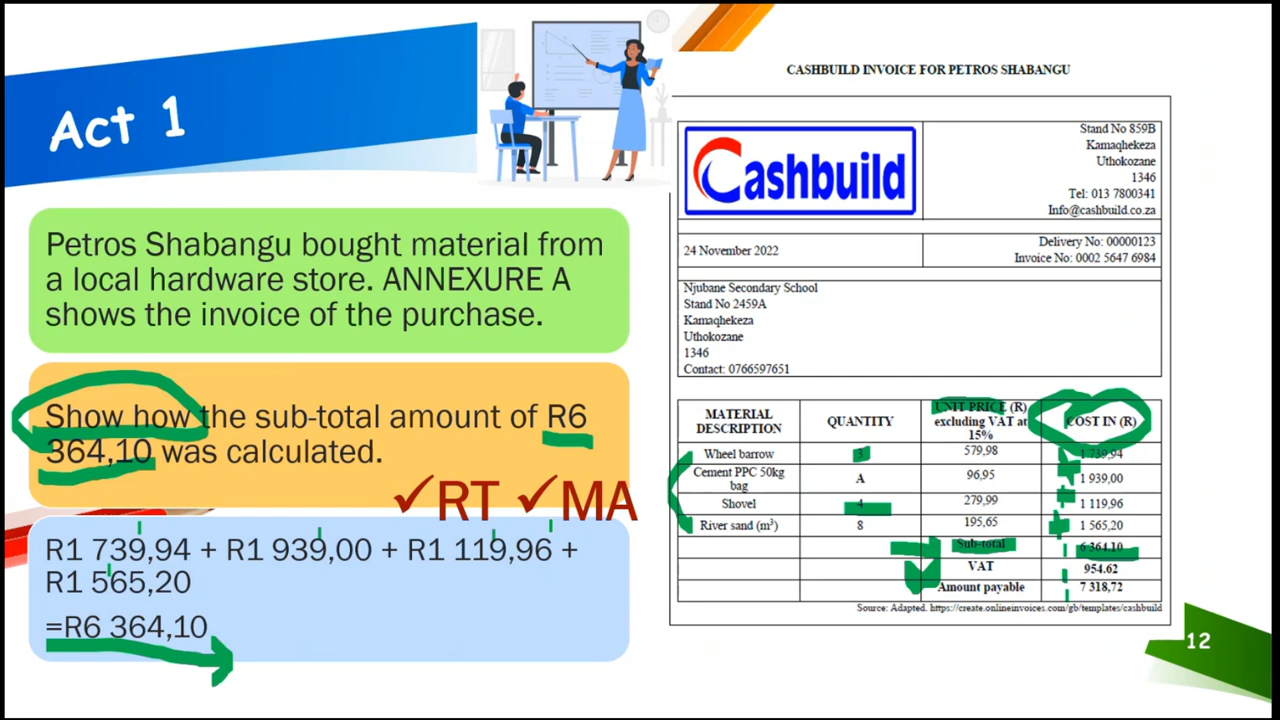 Act 1
Petros Shabangu bought material from
a local hardware store. ANNEXURE A
shows the invoice of the purchase.
Show how the sub-total amount of R6
364,10 was calculated.
✓RT ✓MA
R1 739,94 + R1 939,00 + R1 119,96 +
R1 565,20
=R6 364,10
CASHBUILD INVOICE FOR PETROS SHABANGU
Cashbuild
Stand No 859B
Kamaqhekeza
Uthokozane
1346
Tel: 013 7800341
Info@cashbuild.co.za
24 November 2022
Delivery No: 00000123
Invoice No: 0002 5647 6984
Njubane Secondary School
Stand No 2459A
Kamaqhekeza
Uthokozane
1346
Contact: 0766597651
MATERIAL DESCRIPTION QUANTITY UNIT PRICE (R) excluding VAT at 15% COST IN (R)
Wheel barrow 3 579,98 1 739,94
Cement PPC 50kg bag A 96,95 1 939,00
Shovel 4 279,99 1 119,96
River sand (m³) 8 195,65 1 565,20
Sub-total 6 364.10
VAT 954.62
Amount payable 7 318,72
Source: Adapted, https://create.onlineinvoices.com/gb/templates/cashbuild
12